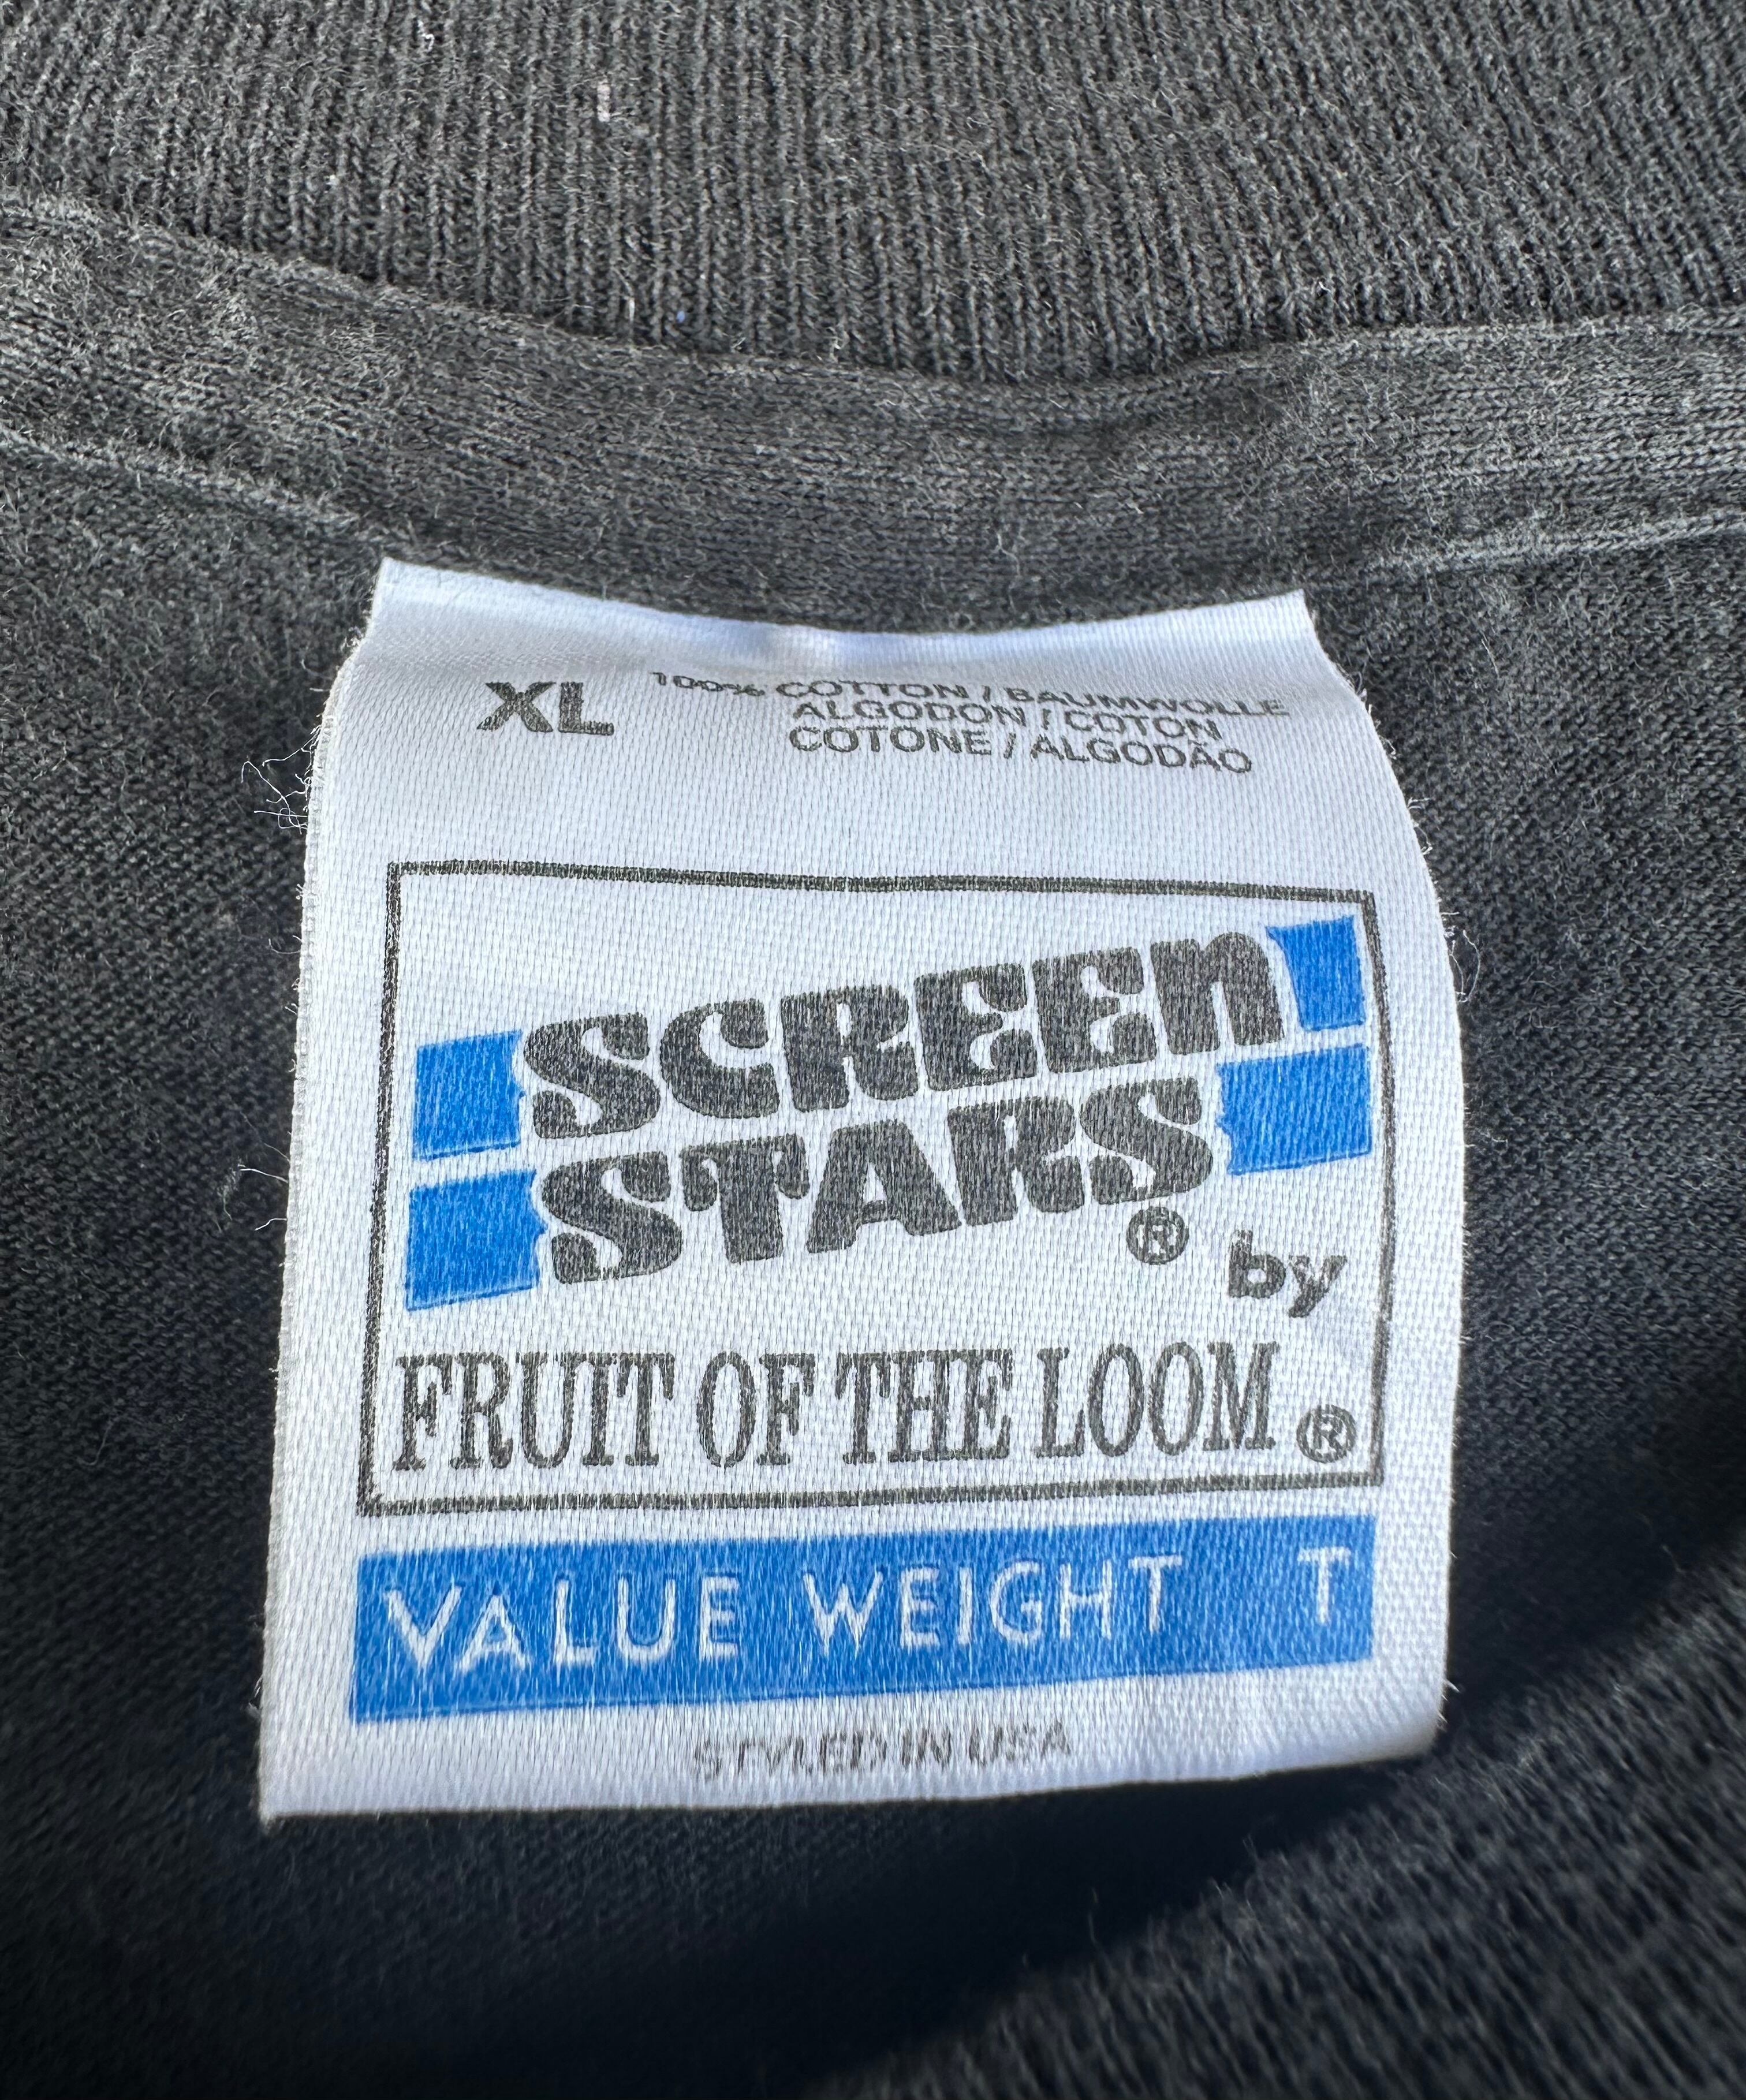 XL
100% COTTON / BAUMWOLLE
ALGODON / COTON
COTONE / ALGODÃO
SCREEN
STARS® by
FRUIT OF THE LOOM®
VALUE WEIGHT T
STYLED IN USA